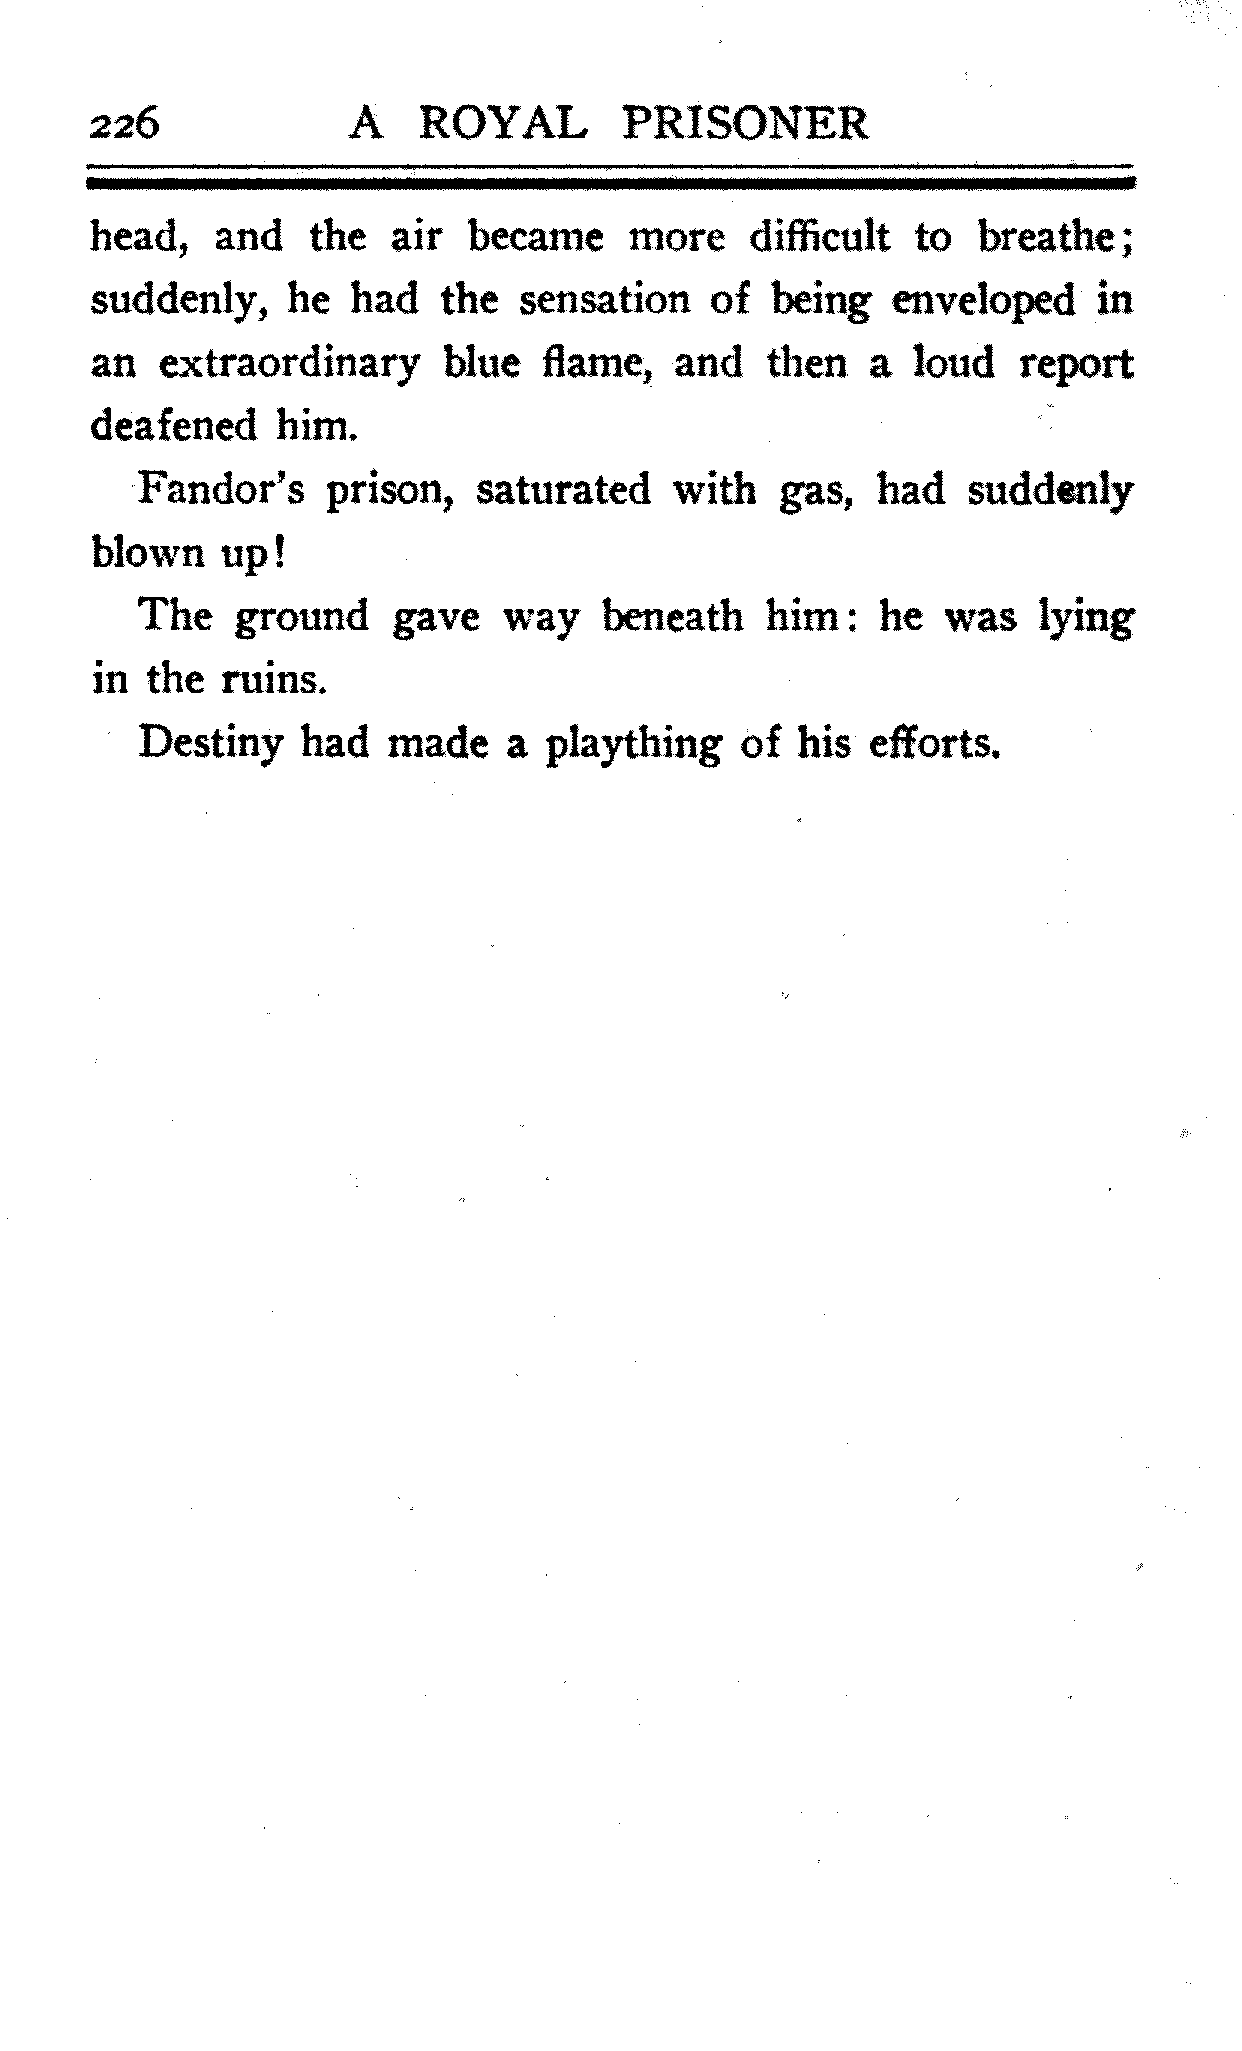 226 A ROYAL PRISONER
head, and the air became more difficult to breathe;
suddenly, he had the sensation of being enveloped in
an extraordinary blue flame, and then a loud report
deafened him.
Fandor's prison, saturated with gas, had suddenly
blown up!
The ground gave way beneath him: he was lying
in the ruins.
Destiny had made a plaything of his efforts.